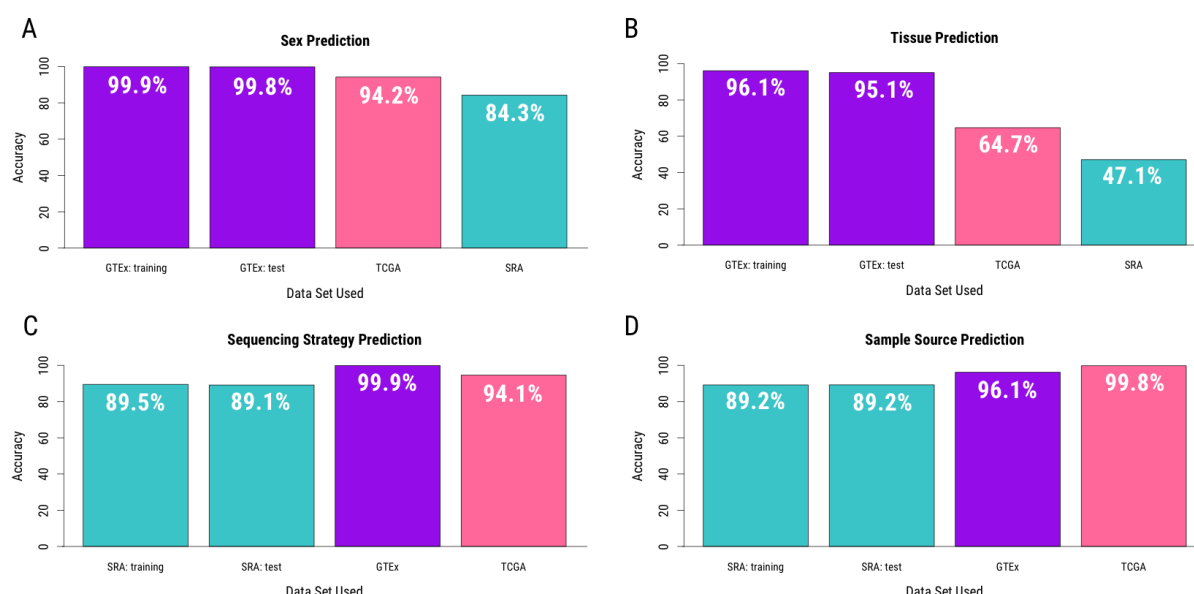 A
Sex Prediction
100
80
60
40
20
0
Accuracy
99.9%
99.8%
94.2%
84.3%
GTEx: training
GTEx: test
TCGA
SRA
Data Set Used
B
Tissue Prediction
100
80
60
40
20
0
Accuracy
96.1%
95.1%
64.7%
47.1%
GTEx: training
GTEx: test
TCGA
SRA
Data Set Used
C
Sequencing Strategy Prediction
100
80
60
40
20
0
Accuracy
89.5%
89.1%
99.9%
94.1%
SRA: training
SRA: test
GTEx
TCGA
Data Set Used
D
Sample Source Prediction
100
80
60
40
20
0
Accuracy
89.2%
89.2%
96.1%
99.8%
SRA: training
SRA: test
GTEx
TCGA
Data Set Used